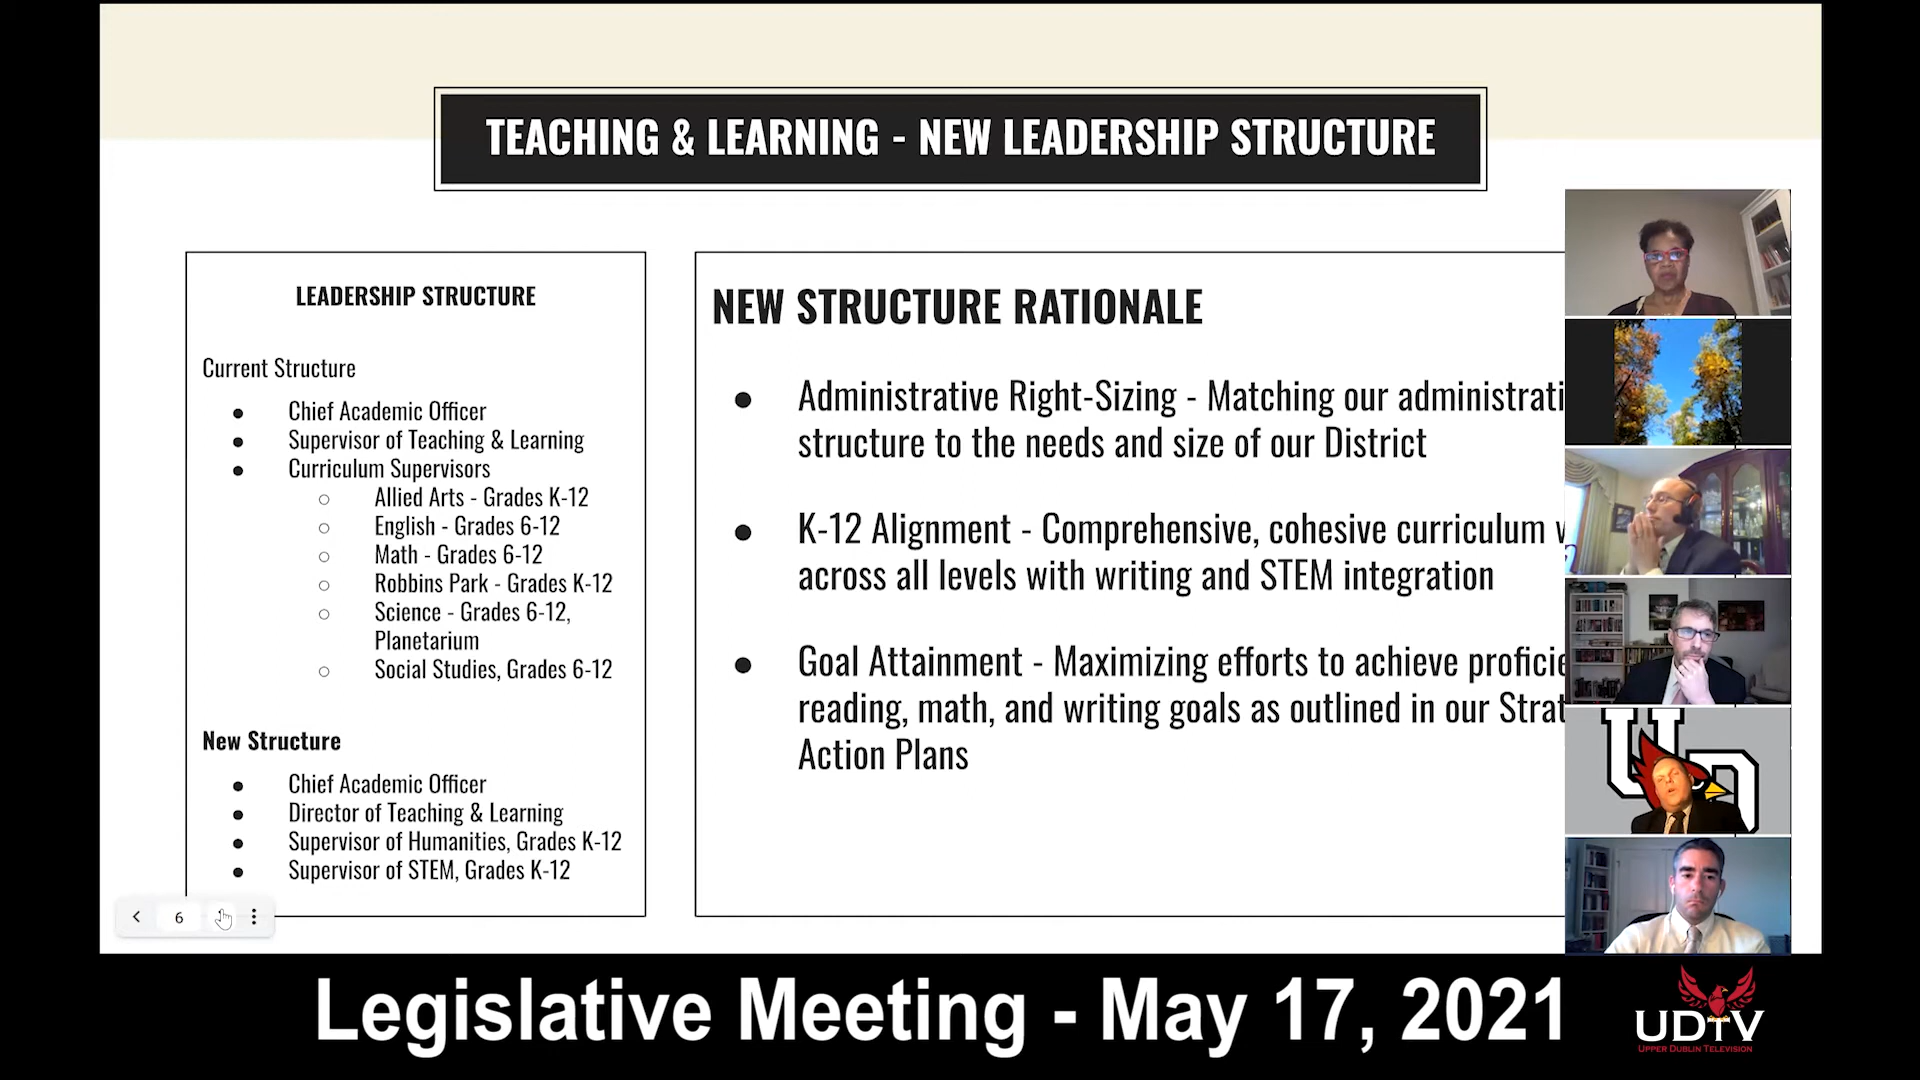 TEACHING & LEARNING - NEW LEADERSHIP STRUCTURE
LEADERSHIP STRUCTURE
Current Structure
● Chief Academic Officer
● Supervisor of Teaching & Learning
● Curriculum Supervisors
○ Allied Arts - Grades K-12
○ English - Grades 6-12
○ Math - Grades 6-12
○ Robbins Park - Grades K-12
○ Science - Grades 6-12,
Planetarium
○ Social Studies, Grades 6-12
New Structure
● Chief Academic Officer
● Director of Teaching & Learning
● Supervisor of Humanities, Grades K-12
● Supervisor of STEM, Grades K-12
6
NEW STRUCTURE RATIONALE
● Administrative Right-Sizing - Matching our administrati
structure to the needs and size of our District
● K-12 Alignment - Comprehensive, cohesive curriculum
across all levels with writing and STEM integration
● Goal Attainment - Maximizing efforts to achieve proficie
reading, math, and writing goals as outlined in our Strat
Action Plans
UD
Legislative Meeting - May 17, 2021
UDTV
UPPER DUBLIN TELEVISION